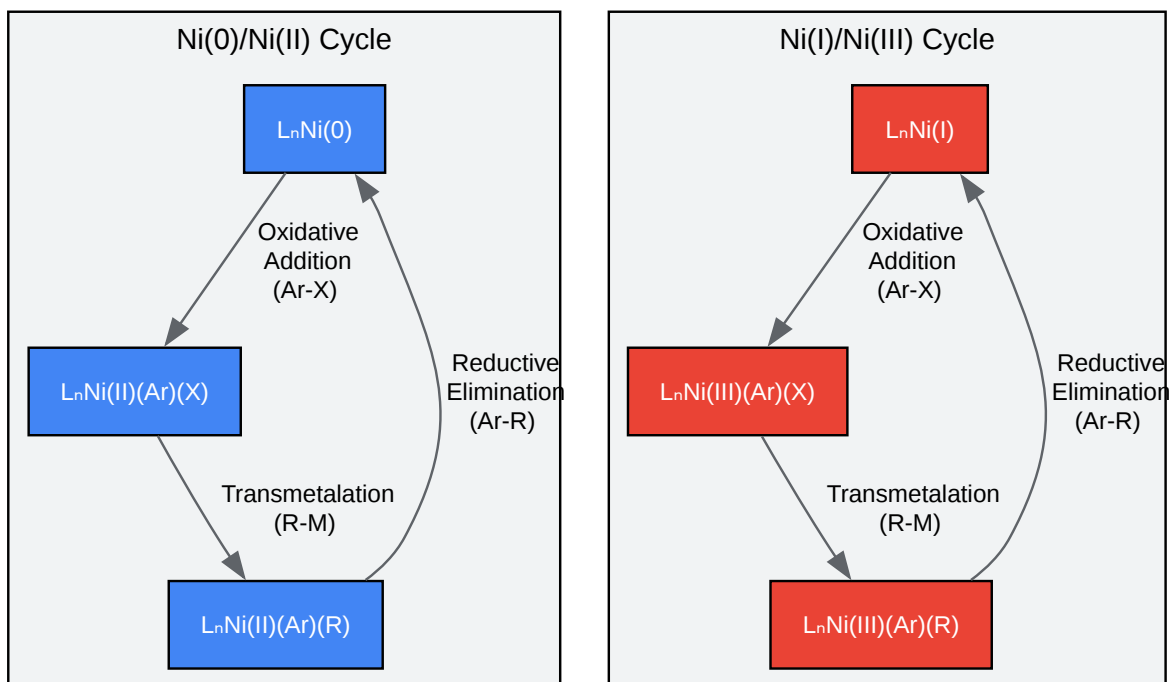 Ni(0)/Ni(II) Cycle
LₙNi(0)
Oxidative
Addition
(Ar-X)
LₙNi(II)(Ar)(X)
Reductive
Elimination
(Ar-R)
Transmetalation
(R-M)
LₙNi(II)(Ar)(R)
Ni(I)/Ni(III) Cycle
LₙNi(I)
Oxidative
Addition
(Ar-X)
LₙNi(III)(Ar)(X)
Reductive
Elimination
(Ar-R)
Transmetalation
(R-M)
LₙNi(III)(Ar)(R)